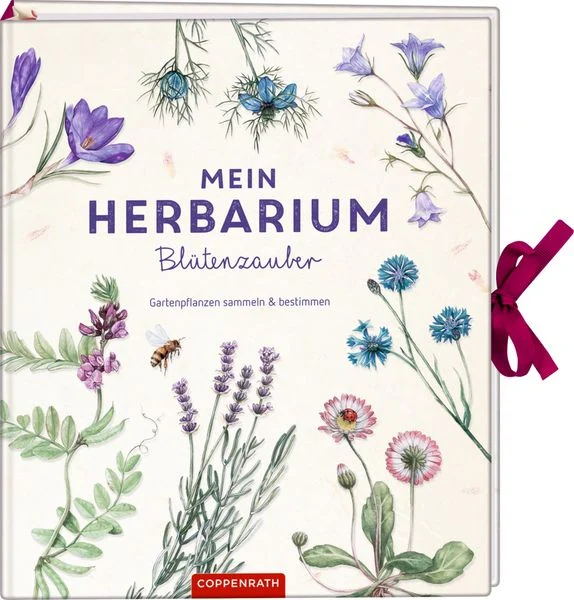 MEIN
HERBARIUM
Blütenzauber
Gartenpflanzen sammeln & bestimmen
COPPENRATH